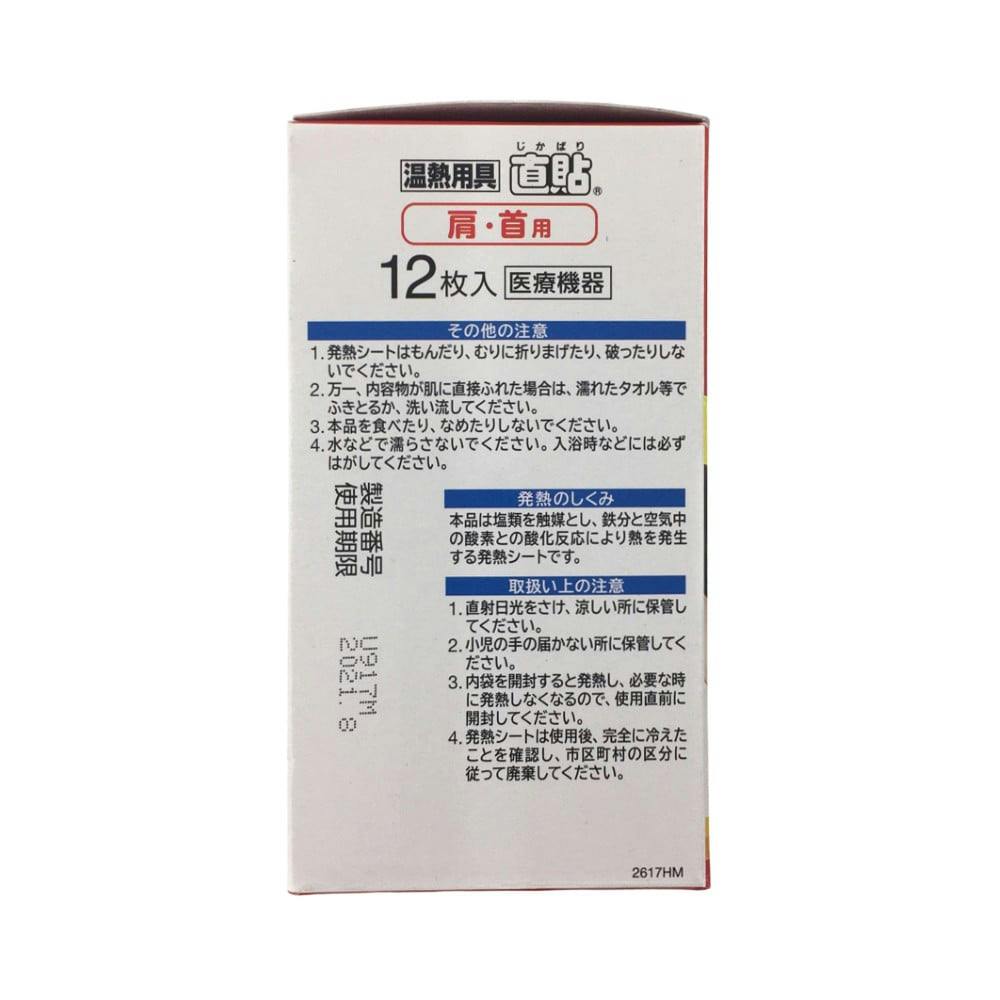 じかばり
温熱用具 直貼®
肩・首用
12枚入 医療機器
その他の注意
1. 発熱シートはもんだり、むりに折りまげたり、破ったりしな
いでください。
2. 万一、内容物が肌に直接ふれた場合は、濡れたタオル等で
ふきとるか、洗い流してください。
3. 本品を食べたり、なめたりしないでください。
4. 水などで濡らさないでください。入浴時などには必ず
はがしてください。
製造番号
使用期限
U917M
2021.8
発熱のしくみ
本品は塩類を触媒とし、鉄分と空気中
の酸素との酸化反応により熱を発生
する発熱シートです。
取扱い上の注意
1. 直射日光をさけ、涼しい所に保管し
てください。
2. 小児の手の届かない所に保管してく
ださい。
3. 内袋を開封すると発熱し、必要な時
に発熱しなくなるので、使用直前に
開封してください。
4. 発熱シートは使用後、完全に冷えた
ことを確認し、市区町村の区分に
従って廃棄してください。
2617HM